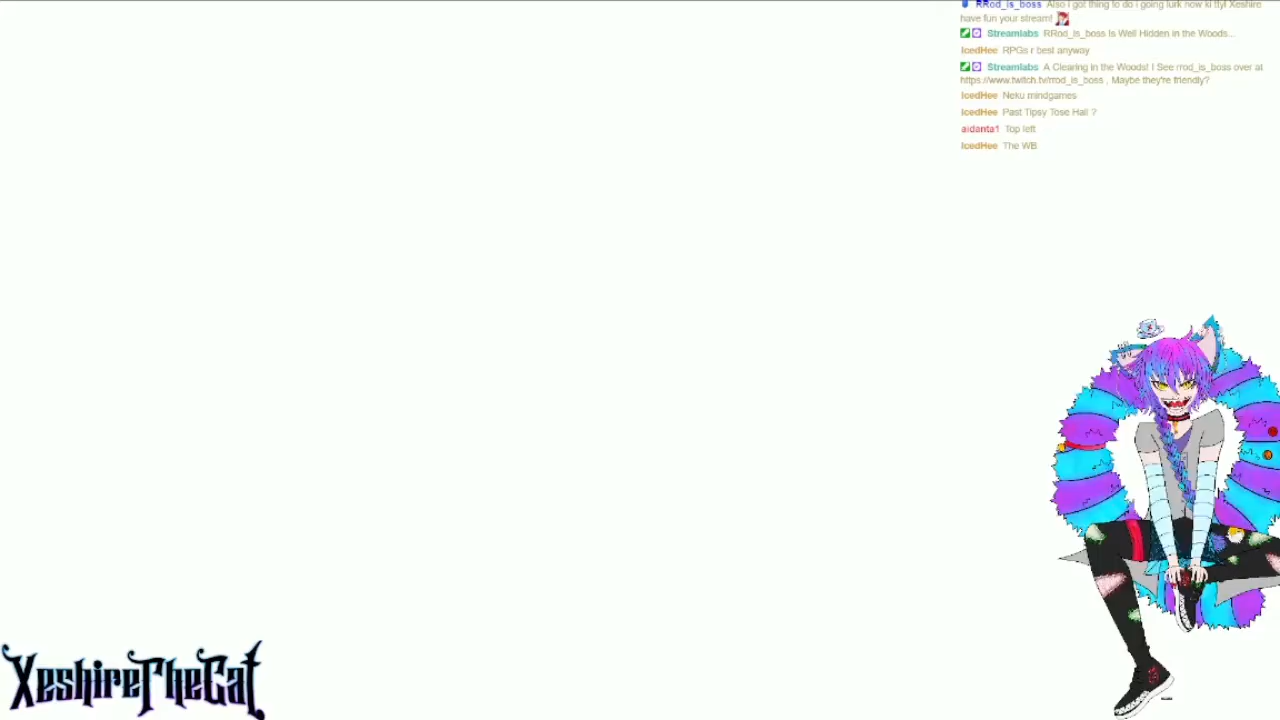 RRod_is_boss Also i got thing to do i going lurk now ki tty! Xeshire
have fun your stream!
Streamlabs RRod_is_boss Is Well Hidden in the Woods...
IcedHee RPGs r best anyway
Streamlabs A Clearing in the Woods! I See rrod_is_boss over at
https://www.twitch.tv/rrod_is_boss , Maybe they're friendly?
IcedHee Neku mindgames
IcedHee Past Tipsy Tose Hall ?
aidanta1 Top left
IcedHee The WB
XeshireTheCat